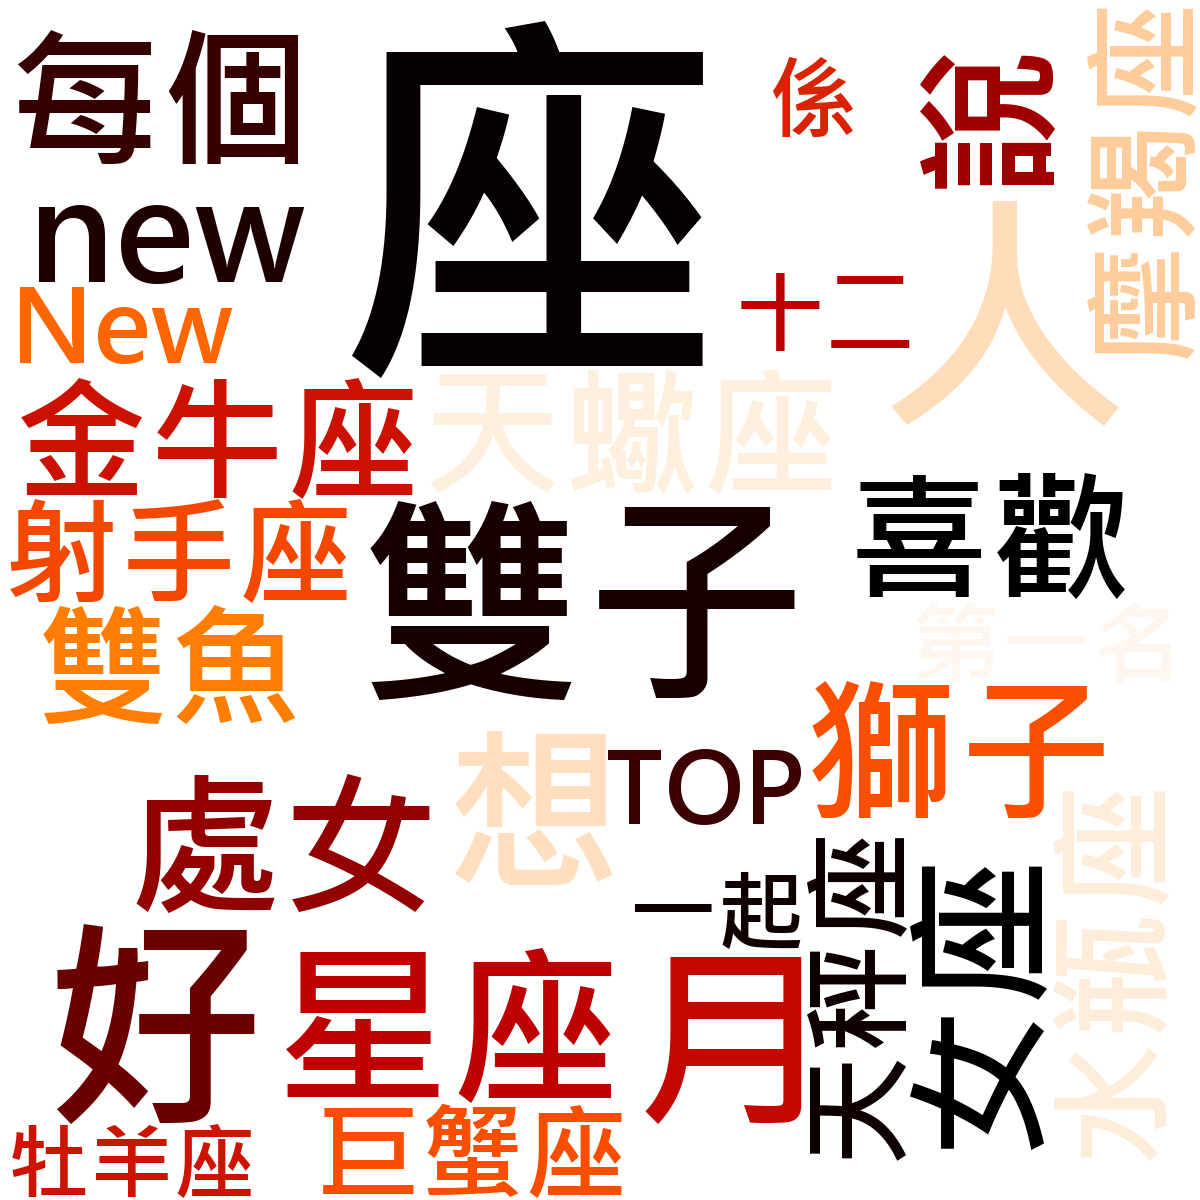 每個
座
係
說
摩羯座
new
人
十二
New
金牛座
天蠍座
喜歡
射手座
雙子
雙魚
第一名
獅子
想
TOP
處女
水瓶座
一起
天秤座
女座
好
星座
月
牡羊座
巨蟹座